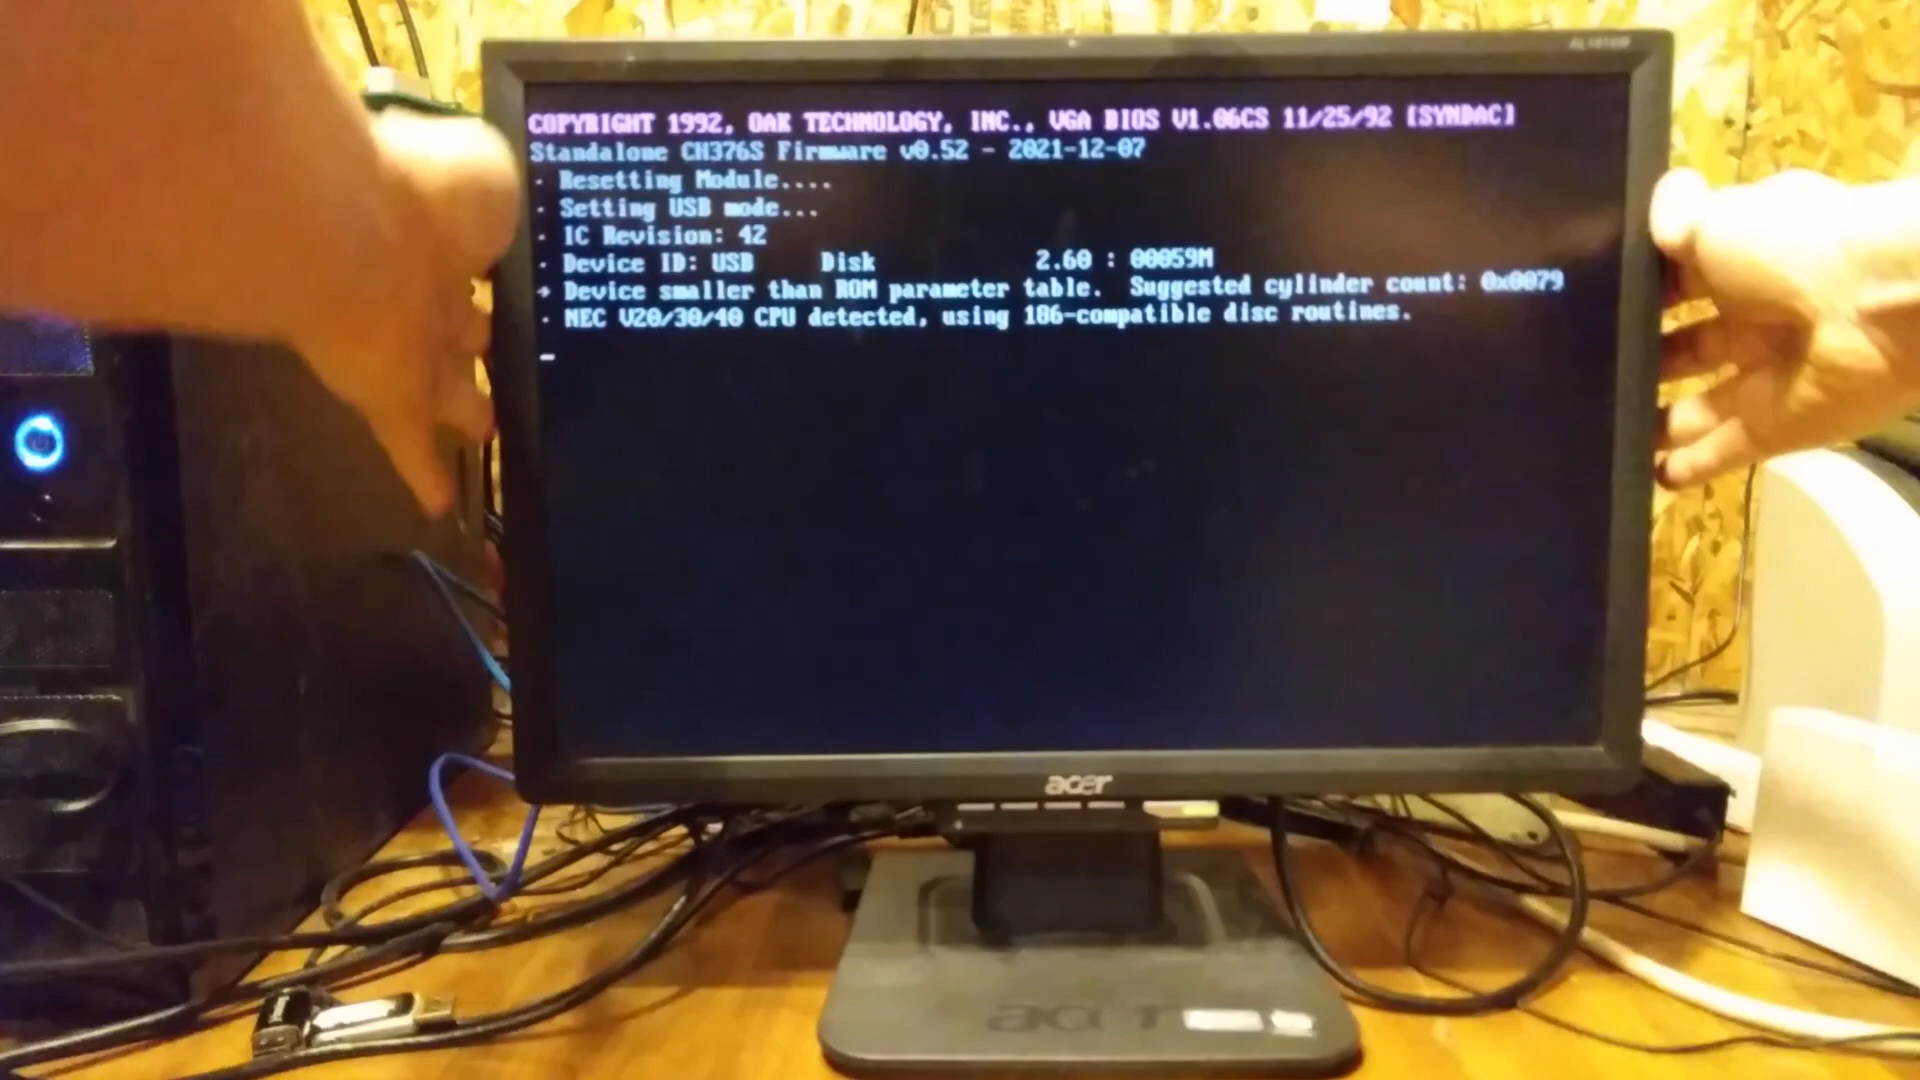 COPYRIGHT 1992, OAK TECHNOLOGY, INC., VGA BIOS V1.06CS 11/25/92 [SYNDAC]
Standalone CH376S Firmware v0.52 - 2021-12-07
· Resetting Module....
· Setting USB mode...
· IC Revision: 42
· Device ID: USB Disk 2.60 : 00059M
→ Device smaller than ROM parameter table. Suggested cylinder count: 0x0079
· NEC V20/30/40 CPU detected, using 186-compatible disc routines.
acer
acer